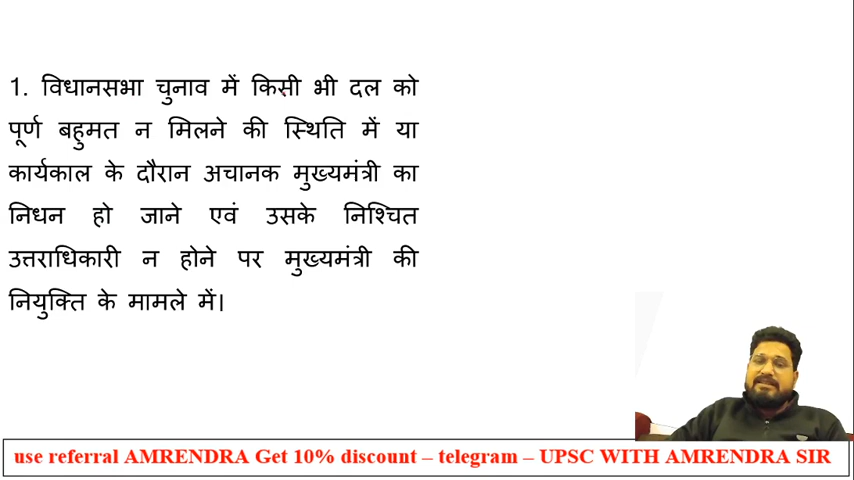 1. विधानसभा चुनाव में किसी भी दल को
पूर्ण बहुमत न मिलने की स्थिति में या
कार्यकाल के दौरान अचानक मुख्यमंत्री का
निधन हो जाने एवं उसके निश्चित
उत्तराधिकारी न होने पर मुख्यमंत्री की
नियुक्ति के मामले में।
use referral AMRENDRA Get 10% discount – telegram – UPSC WITH AMRENDRA SIR